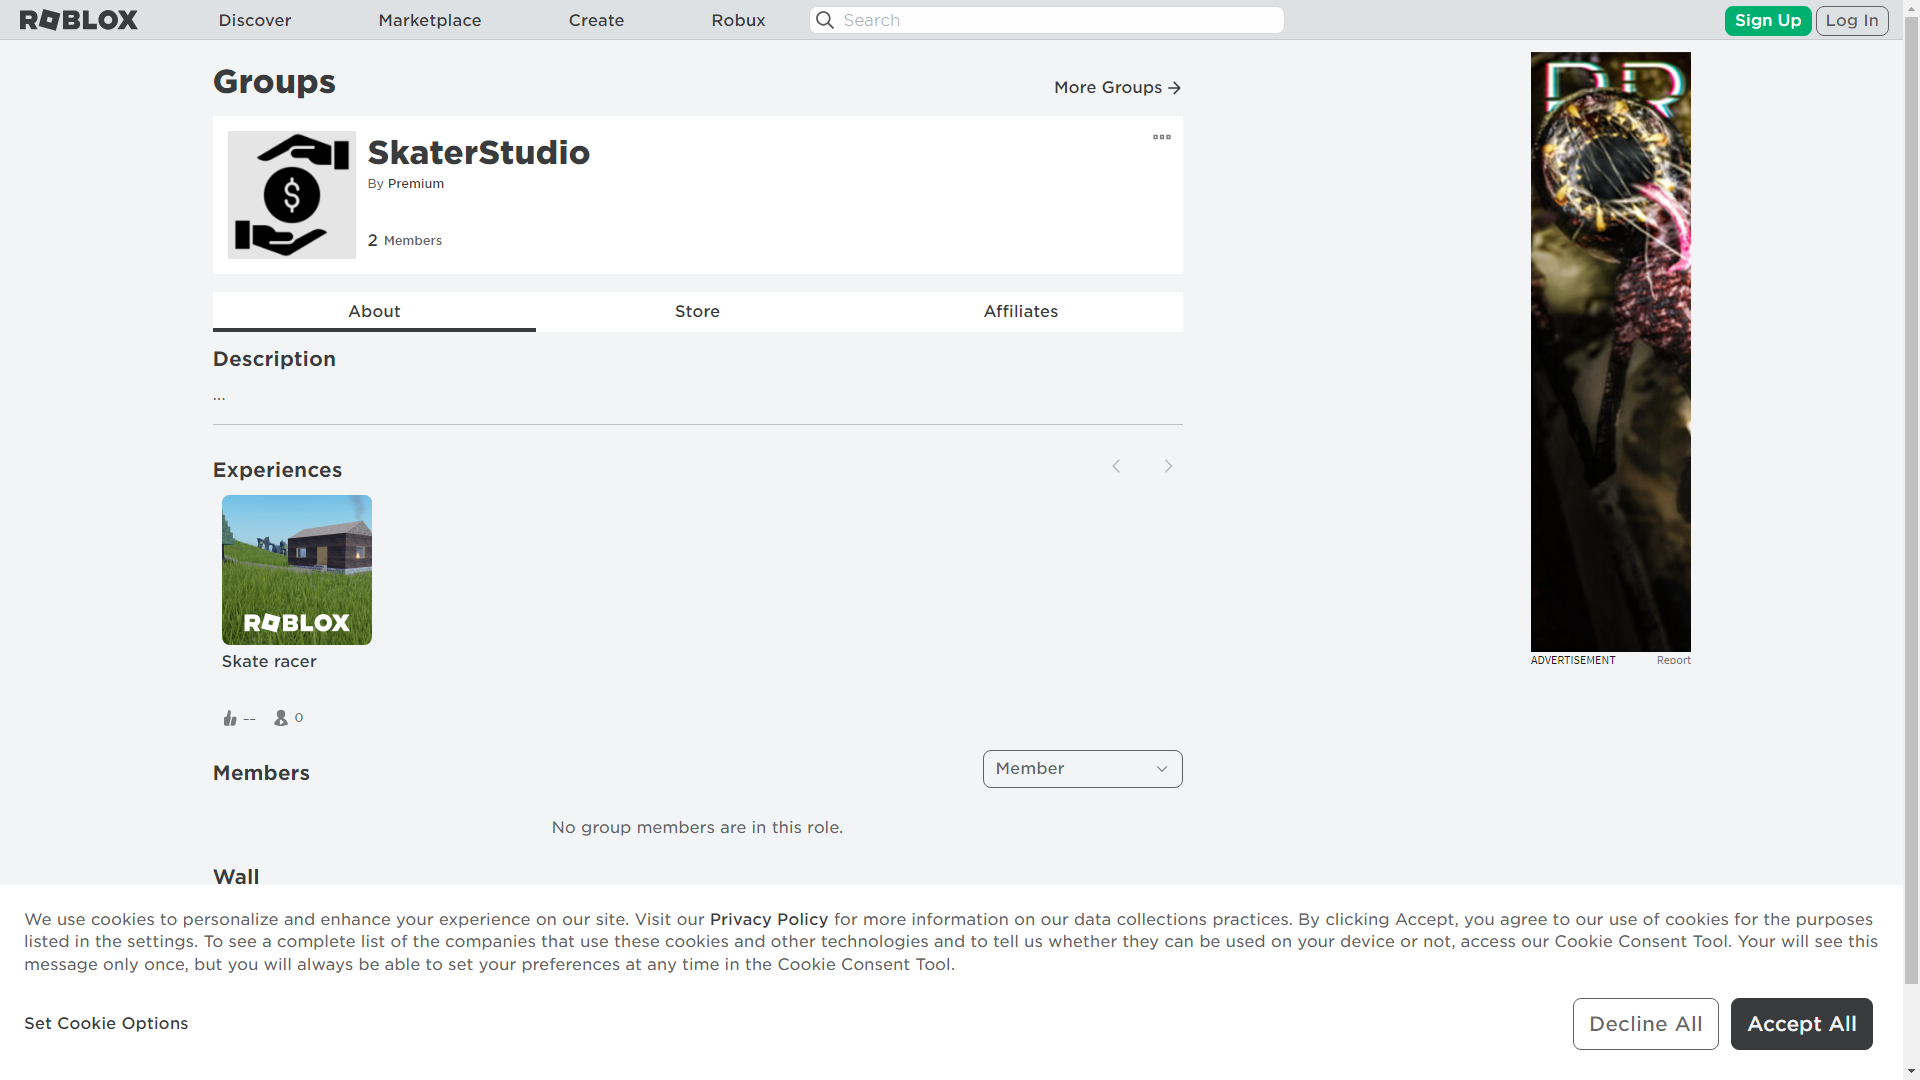 ROBLOX Discover Marketplace Create Robux Search Sign Up Log In
Groups
More Groups
SkaterStudio
By Premium
2 Members
About Store Affiliates
Description
...
Experiences
ROBLOX
Skate racer
-- 0
Members
Member
No group members are in this role.
Wall
DR
ADVERTISEMENT Report
We use cookies to personalize and enhance your experience on our site. Visit our Privacy Policy for more information on our data collections practices. By clicking Accept, you agree to our use of cookies for the purposes
listed in the settings. To see a complete list of the companies that use these cookies and other technologies and to tell us whether they can be used on your device or not, access our Cookie Consent Tool. Your will see this
message only once, but you will always be able to set your preferences at any time in the Cookie Consent Tool.
Set Cookie Options
Decline All
Accept All